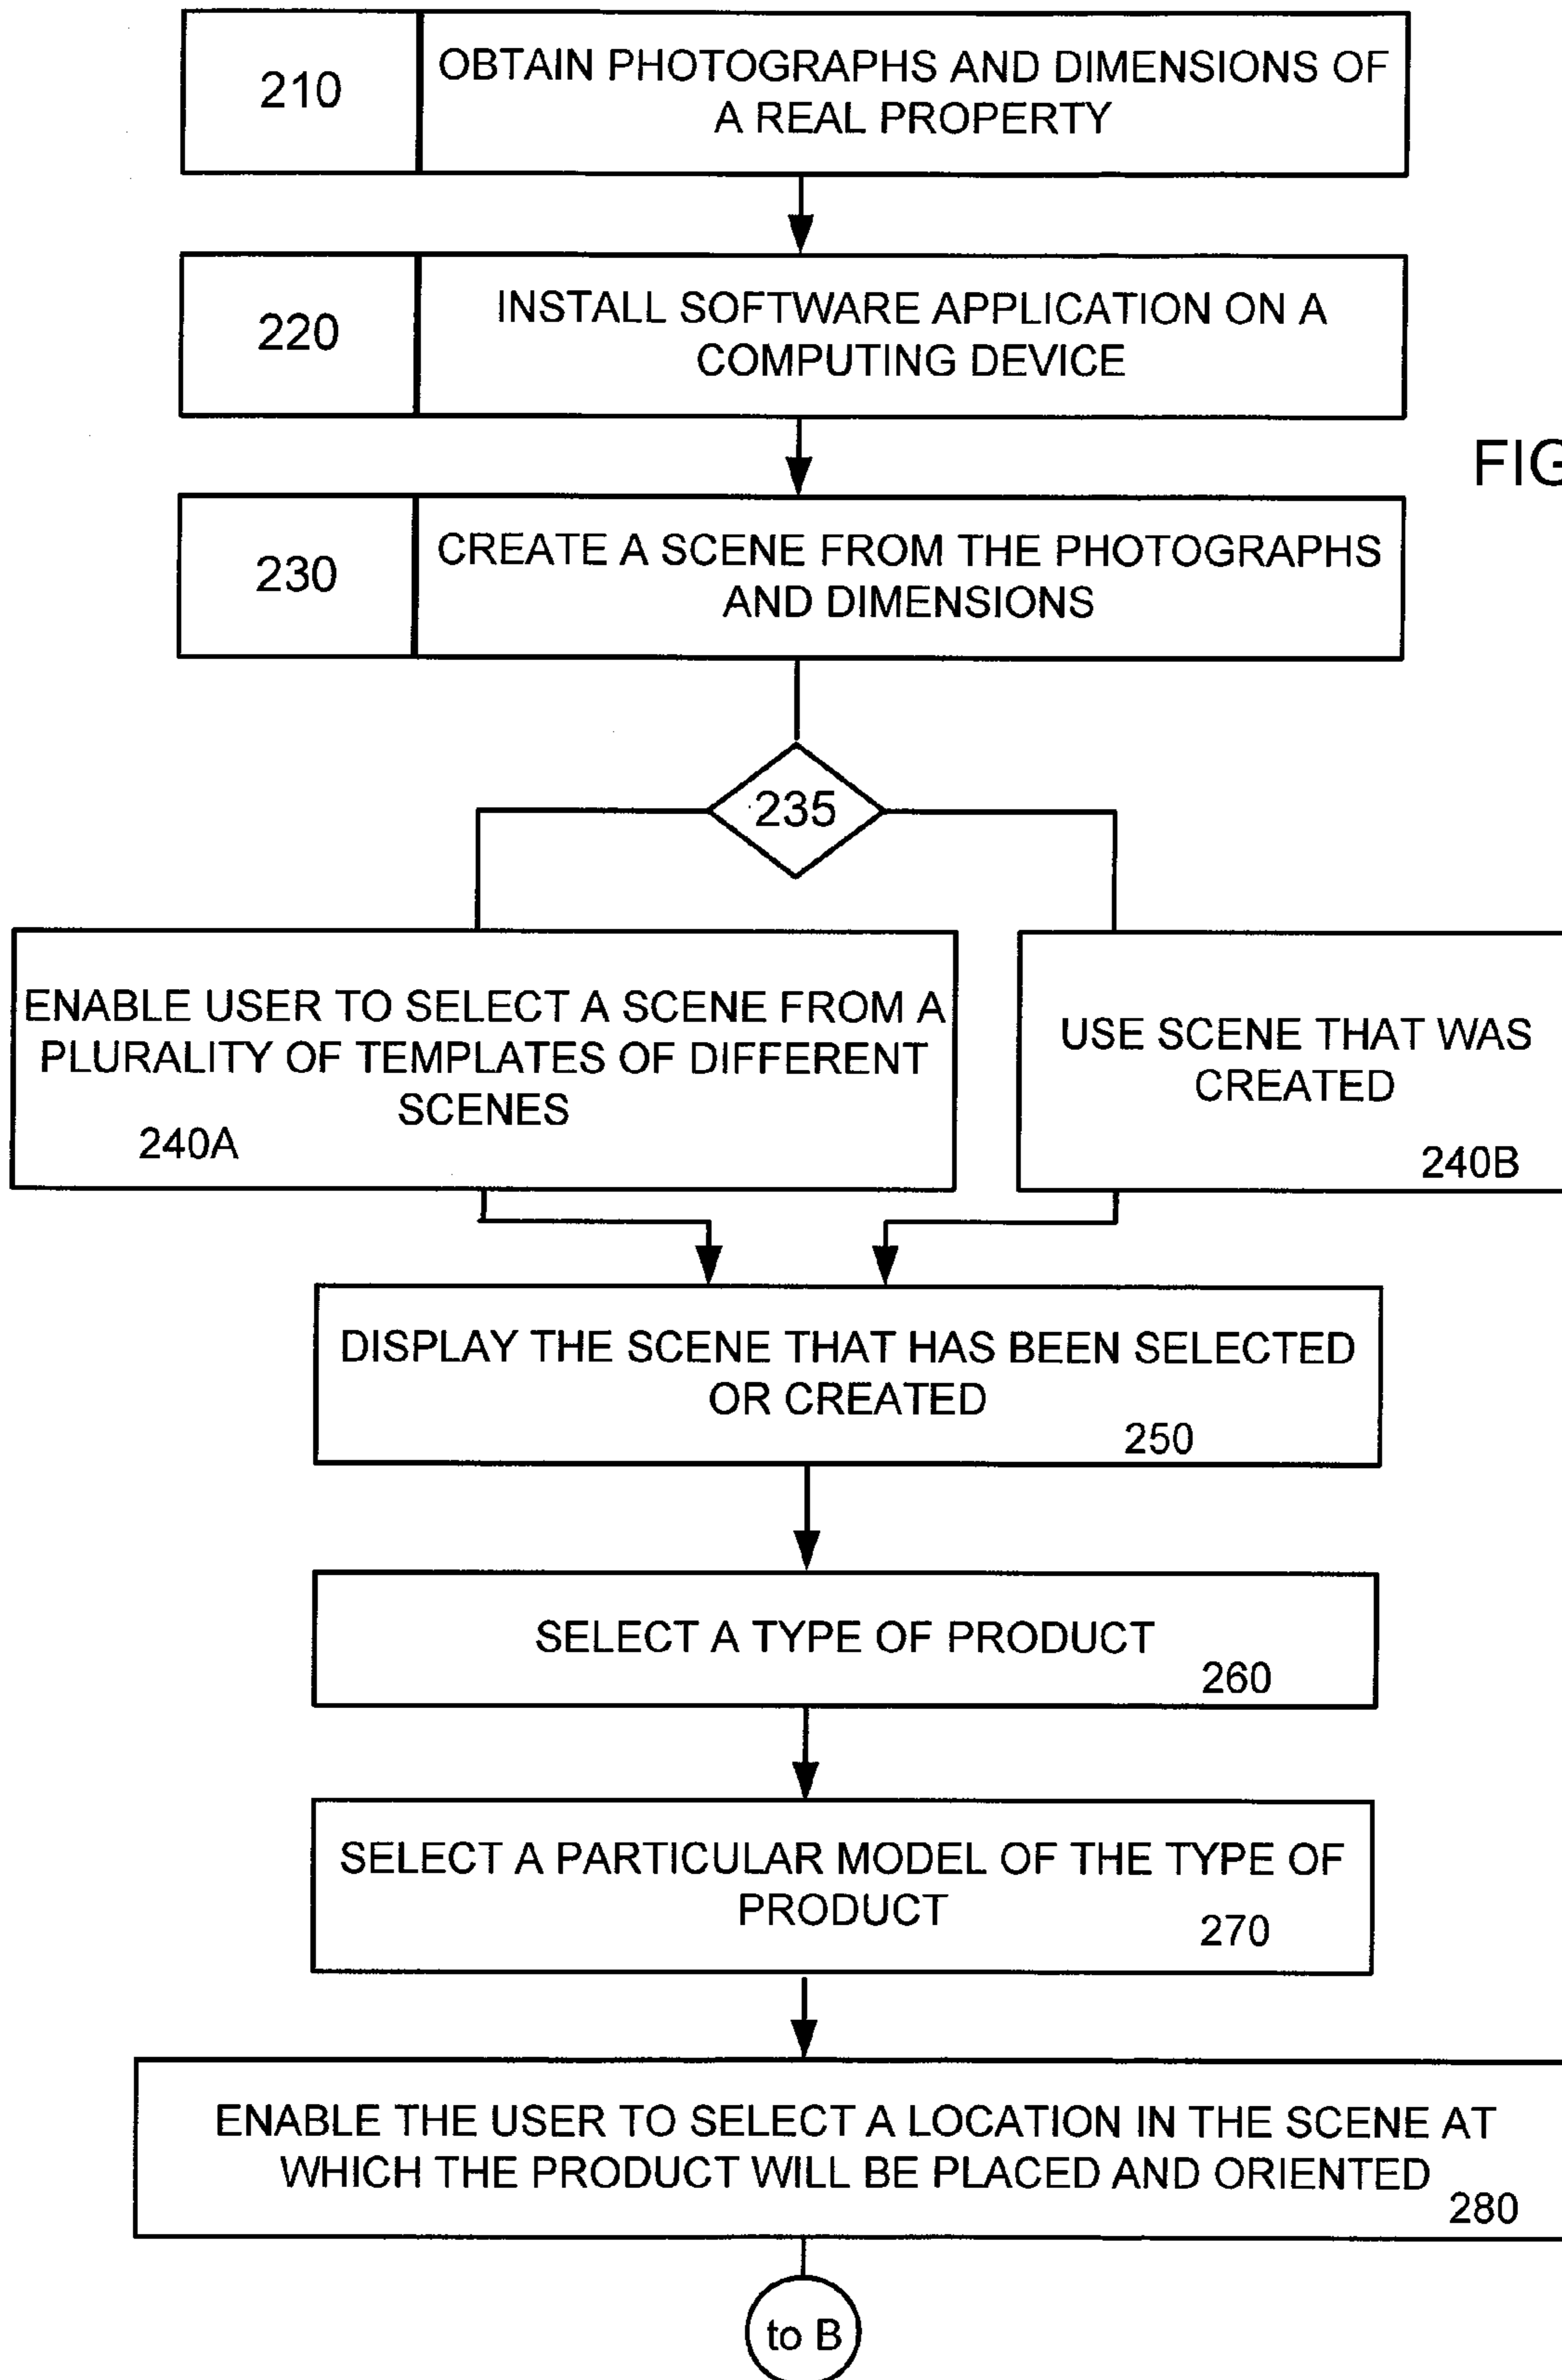 210
OBTAIN PHOTOGRAPHS AND DIMENSIONS OF
A REAL PROPERTY
220
INSTALL SOFTWARE APPLICATION ON A
COMPUTING DEVICE
FIG
230
CREATE A SCENE FROM THE PHOTOGRAPHS
AND DIMENSIONS
235
ENABLE USER TO SELECT A SCENE FROM A
PLURALITY OF TEMPLATES OF DIFFERENT
SCENES
240A
USE SCENE THAT WAS
CREATED
240B
DISPLAY THE SCENE THAT HAS BEEN SELECTED
OR CREATED
250
SELECT A TYPE OF PRODUCT
260
SELECT A PARTICULAR MODEL OF THE TYPE OF
PRODUCT
270
ENABLE THE USER TO SELECT A LOCATION IN THE SCENE AT
WHICH THE PRODUCT WILL BE PLACED AND ORIENTED
280
to B